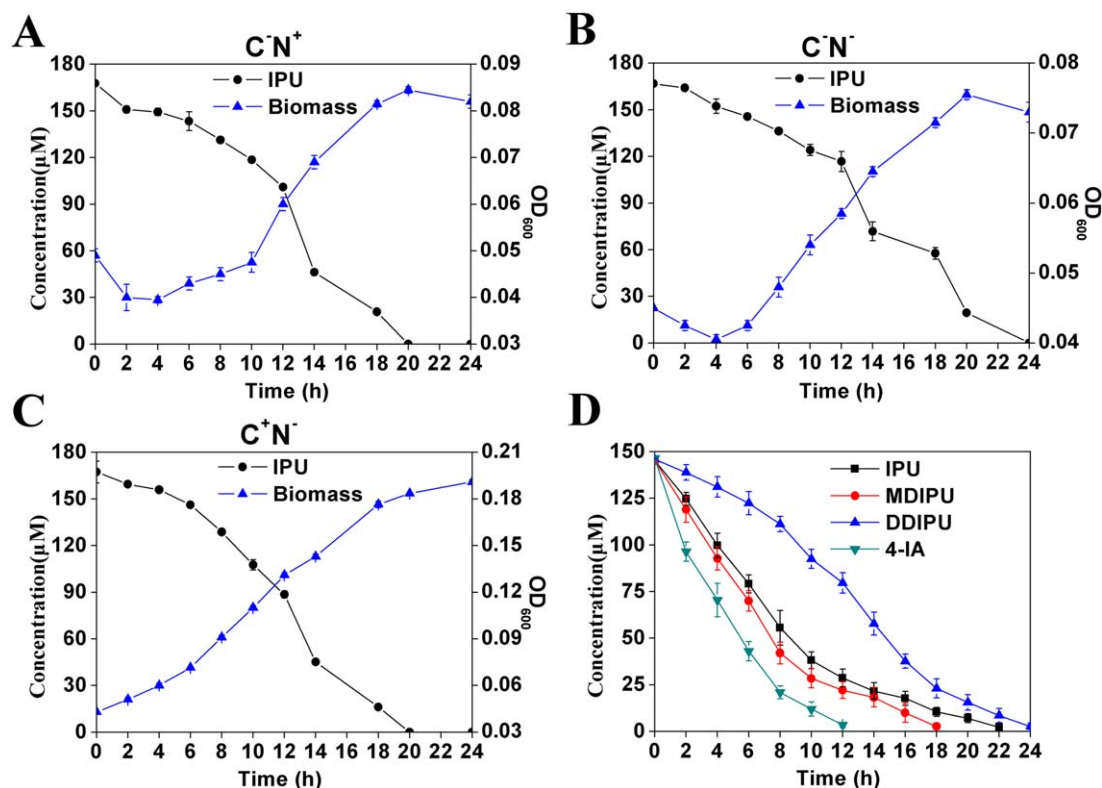 A
C⁻N⁺
IPU
Biomass
Concentration(μM)
180
150
120
90
60
30
0
0 2 4 6 8 10 12 14 16 18 20 22 24
Time (h)
0.09
0.08
0.07
0.06
0.05
0.04
0.03
OD₆₀₀
B
C⁻N⁻
IPU
Biomass
Concentration(μM)
180
150
120
90
60
30
0
0 2 4 6 8 10 12 14 16 18 20 22 24
Time (h)
0.08
0.07
0.06
0.05
0.04
OD₆₀₀
C
C⁺N⁻
IPU
Biomass
Concentration(μM)
180
150
120
90
60
30
0
0 2 4 6 8 10 12 14 16 18 20 22 24
Time (h)
0.21
0.18
0.15
0.12
0.09
0.06
0.03
OD₆₀₀
D
IPU
MDIPU
DDIPU
4-IA
Concentration(μM)
150
125
100
75
50
25
0
0 2 4 6 8 10 12 14 16 18 20 22 24
Time (h)